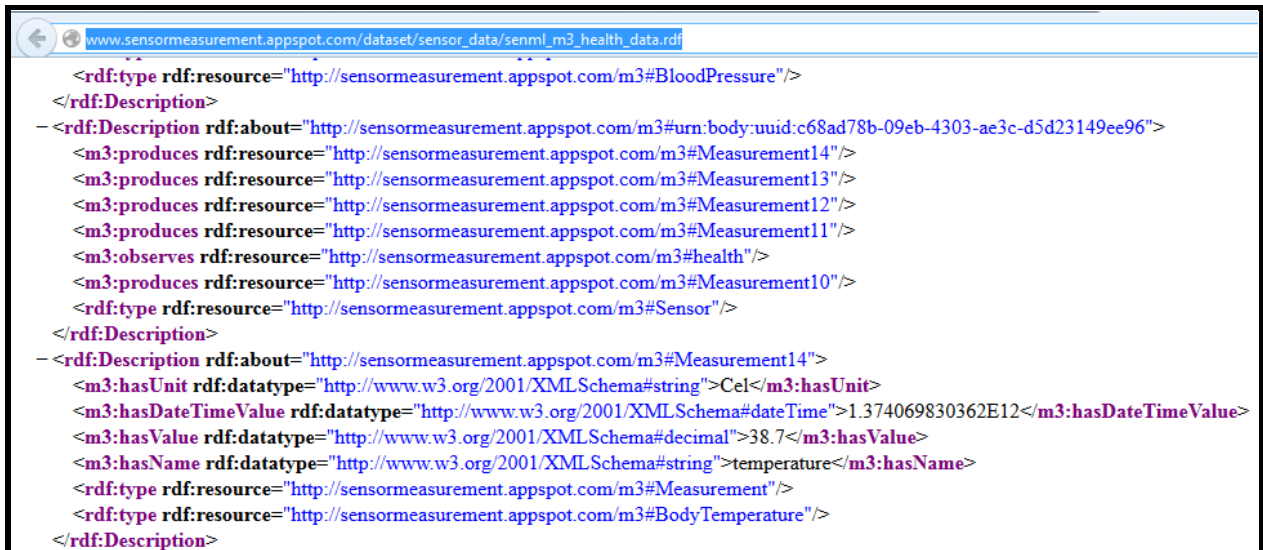 www.sensormeasurement.appspot.com/dataset/sensor_data/senml_m3_health_data.rdf
<rdf:type rdf:resource="http://sensormeasurement.appspot.com/m3#BloodPressure"/>
</rdf:Description>
– <rdf:Description rdf:about="http://sensormeasurement.appspot.com/m3#urn:body:uuid:c68ad78b-09eb-4303-ae3c-d5d23149ee96">
<m3:produces rdf:resource="http://sensormeasurement.appspot.com/m3#Measurement14"/>
<m3:produces rdf:resource="http://sensormeasurement.appspot.com/m3#Measurement13"/>
<m3:produces rdf:resource="http://sensormeasurement.appspot.com/m3#Measurement12"/>
<m3:produces rdf:resource="http://sensormeasurement.appspot.com/m3#Measurement11"/>
<m3:observes rdf:resource="http://sensormeasurement.appspot.com/m3#health"/>
<m3:produces rdf:resource="http://sensormeasurement.appspot.com/m3#Measurement10"/>
<rdf:type rdf:resource="http://sensormeasurement.appspot.com/m3#Sensor"/>
</rdf:Description>
– <rdf:Description rdf:about="http://sensormeasurement.appspot.com/m3#Measurement14">
<m3:hasUnit rdf:datatype="http://www.w3.org/2001/XMLSchema#string">Cel</m3:hasUnit>
<m3:hasDateTimeValue rdf:datatype="http://www.w3.org/2001/XMLSchema#dateTime">1.374069830362E12</m3:hasDateTimeValue>
<m3:hasValue rdf:datatype="http://www.w3.org/2001/XMLSchema#decimal">38.7</m3:hasValue>
<m3:hasName rdf:datatype="http://www.w3.org/2001/XMLSchema#string">temperature</m3:hasName>
<rdf:type rdf:resource="http://sensormeasurement.appspot.com/m3#Measurement"/>
<rdf:type rdf:resource="http://sensormeasurement.appspot.com/m3#BodyTemperature"/>
</rdf:Description>